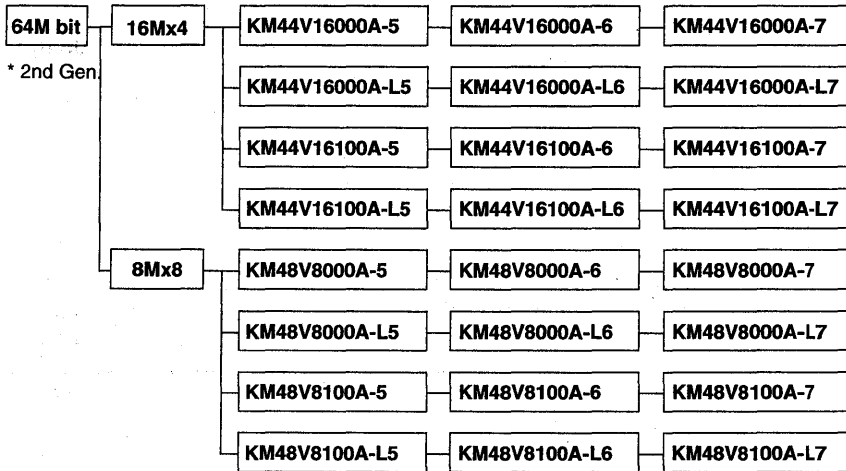 64M bit 16Mx4 KM44V16000A-5 KM44V16000A-6 KM44V16000A-7
* 2nd Gen.
KM44V16000A-L5 KM44V16000A-L6 KM44V16000A-L7
KM44V16100A-5 KM44V16100A-6 KM44V16100A-7
KM44V16100A-L5 KM44V16100A-L6 KM44V16100A-L7
8Mx8 KM48V8000A-5 KM48V8000A-6 KM48V8000A-7
KM48V8000A-L5 KM48V8000A-L6 KM48V8000A-L7
KM48V8100A-5 KM48V8100A-6 KM48V8100A-7
KM48V8100A-L5 KM48V8100A-L6 KM48V8100A-L7